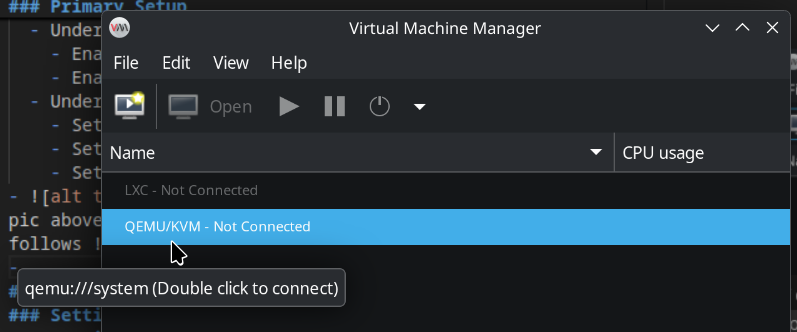 ### Primary Setup
Virtual Machine Manager
- Under
File Edit View Help
- Ena
- Ena
- Under
Open
- Set
- Set
Name CPU usage
- Set
- ![alt t
LXC - Not Connected
pic above
QEMU/KVM - Not Connected
follows !
-
qemu:///system (Double click to connect)
#
### Setti